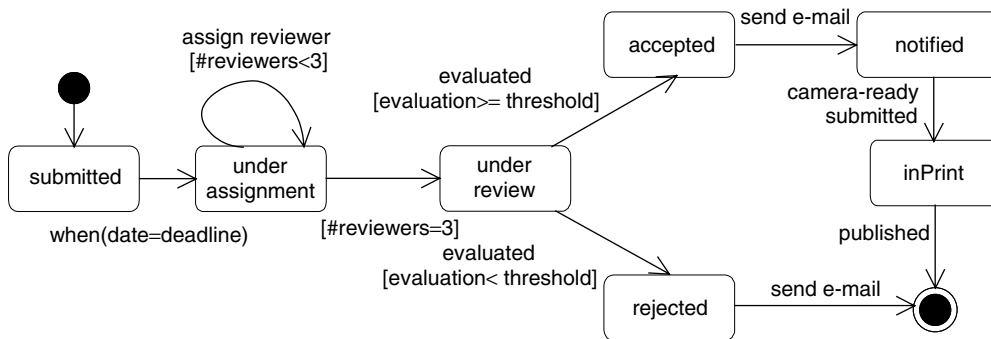 assign reviewer
[#reviewers<3]
submitted
when(date=deadline)
under
assignment
[#reviewers=3]
under
review
evaluated
[evaluation>= threshold]
accepted
send e-mail
notified
camera-ready
submitted
inPrint
published
evaluated
[evaluation< threshold]
rejected
send e-mail